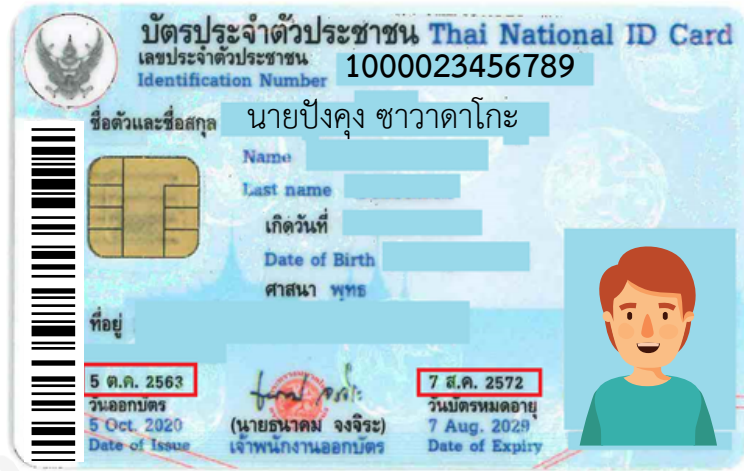 บัตรประจำตัวประชาชน Thai National ID Card
เลขประจำตัวประชาชน
Identification Number 1000023456789
ชื่อตัวและชื่อสกุล นายปังคุง ซาวาดาโกะ
Name
Last name
เกิดวันที่
Date of Birth
ศาสนา พุทธ
ที่อยู่
5 ต.ค. 2563
วันออกบัตร
5 Oct. 2020
Date of Issue
(นายธนาคม จงจิระ)
เจ้าพนักงานออกบัตร
7 ส.ค. 2572
วันบัตรหมดอายุ
7 Aug. 2029
Date of Expiry